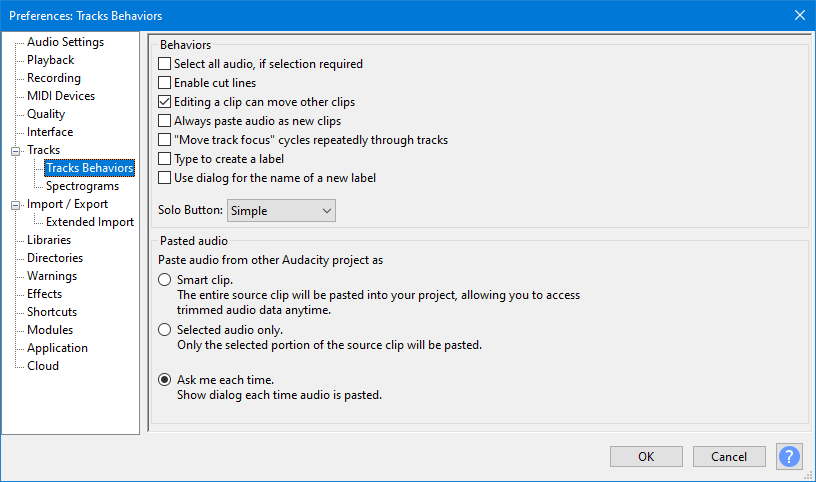 Preferences: Tracks Behaviors
Audio Settings
Playback
Recording
MIDI Devices
Quality
Interface
Tracks
Tracks Behaviors
Spectrograms
Import / Export
Extended Import
Libraries
Directories
Warnings
Effects
Shortcuts
Modules
Application
Cloud
Behaviors
Select all audio, if selection required
Enable cut lines
Editing a clip can move other clips
Always paste audio as new clips
"Move track focus" cycles repeatedly through tracks
Type to create a label
Use dialog for the name of a new label
Solo Button: Simple
Pasted audio
Paste audio from other Audacity project as
Smart clip.
The entire source clip will be pasted into your project, allowing you to access
trimmed audio data anytime.
Selected audio only.
Only the selected portion of the source clip will be pasted.
Ask me each time.
Show dialog each time audio is pasted.
OK Cancel ?